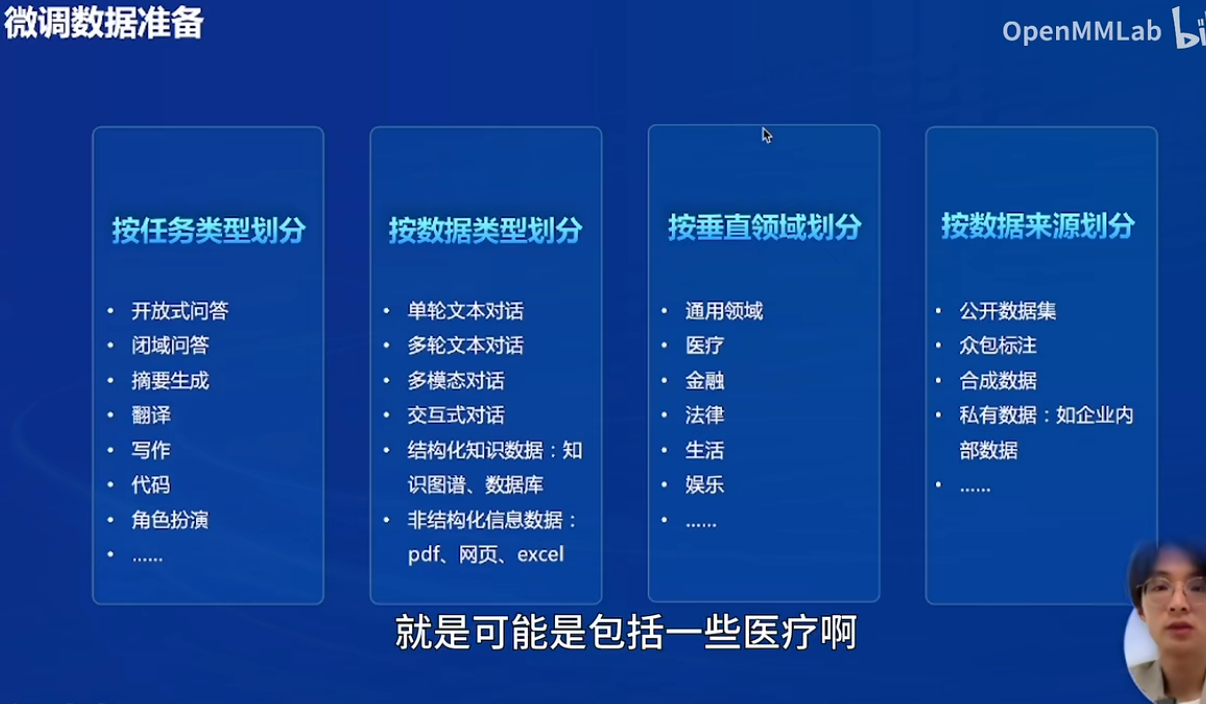 微调数据准备
OpenMMLab
按任务类型划分
• 开放式问答
• 闭域问答
• 摘要生成
• 翻译
• 写作
• 代码
• 角色扮演
• ......
按数据类型划分
• 单轮文本对话
• 多轮文本对话
• 多模态对话
• 交互式对话
• 结构化知识数据：知
识图谱、数据库
• 非结构化信息数据：
pdf、网页、excel
按垂直领域划分
• 通用领域
• 医疗
• 金融
• 法律
• 生活
• 娱乐
• ......
按数据来源划分
• 公开数据集
• 众包标注
• 合成数据
• 私有数据：如企业内
部数据
• ......
就是可能是包括一些医疗啊